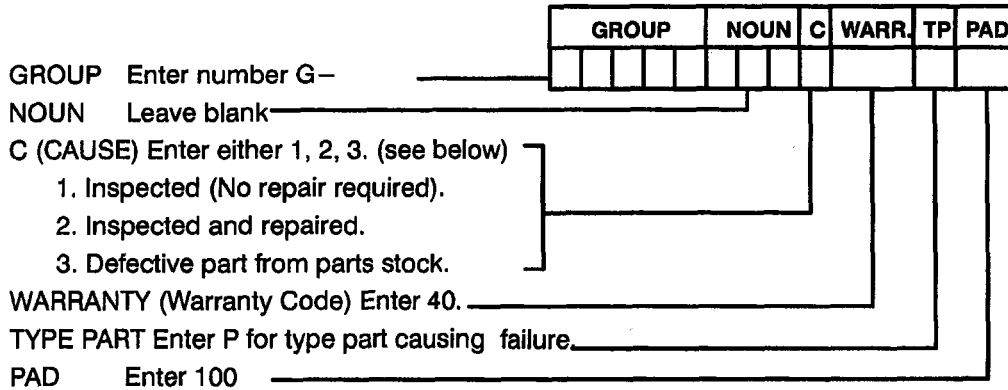 GROUP NOUN C WARR. TP PAD
GROUP Enter number G–
NOUN Leave blank
C (CAUSE) Enter either 1, 2, 3. (see below)
1. Inspected (No repair required).
2. Inspected and repaired.
3. Defective part from parts stock.
WARRANTY (Warranty Code) Enter 40.
TYPE PART Enter P for type part causing failure.
PAD Enter 100